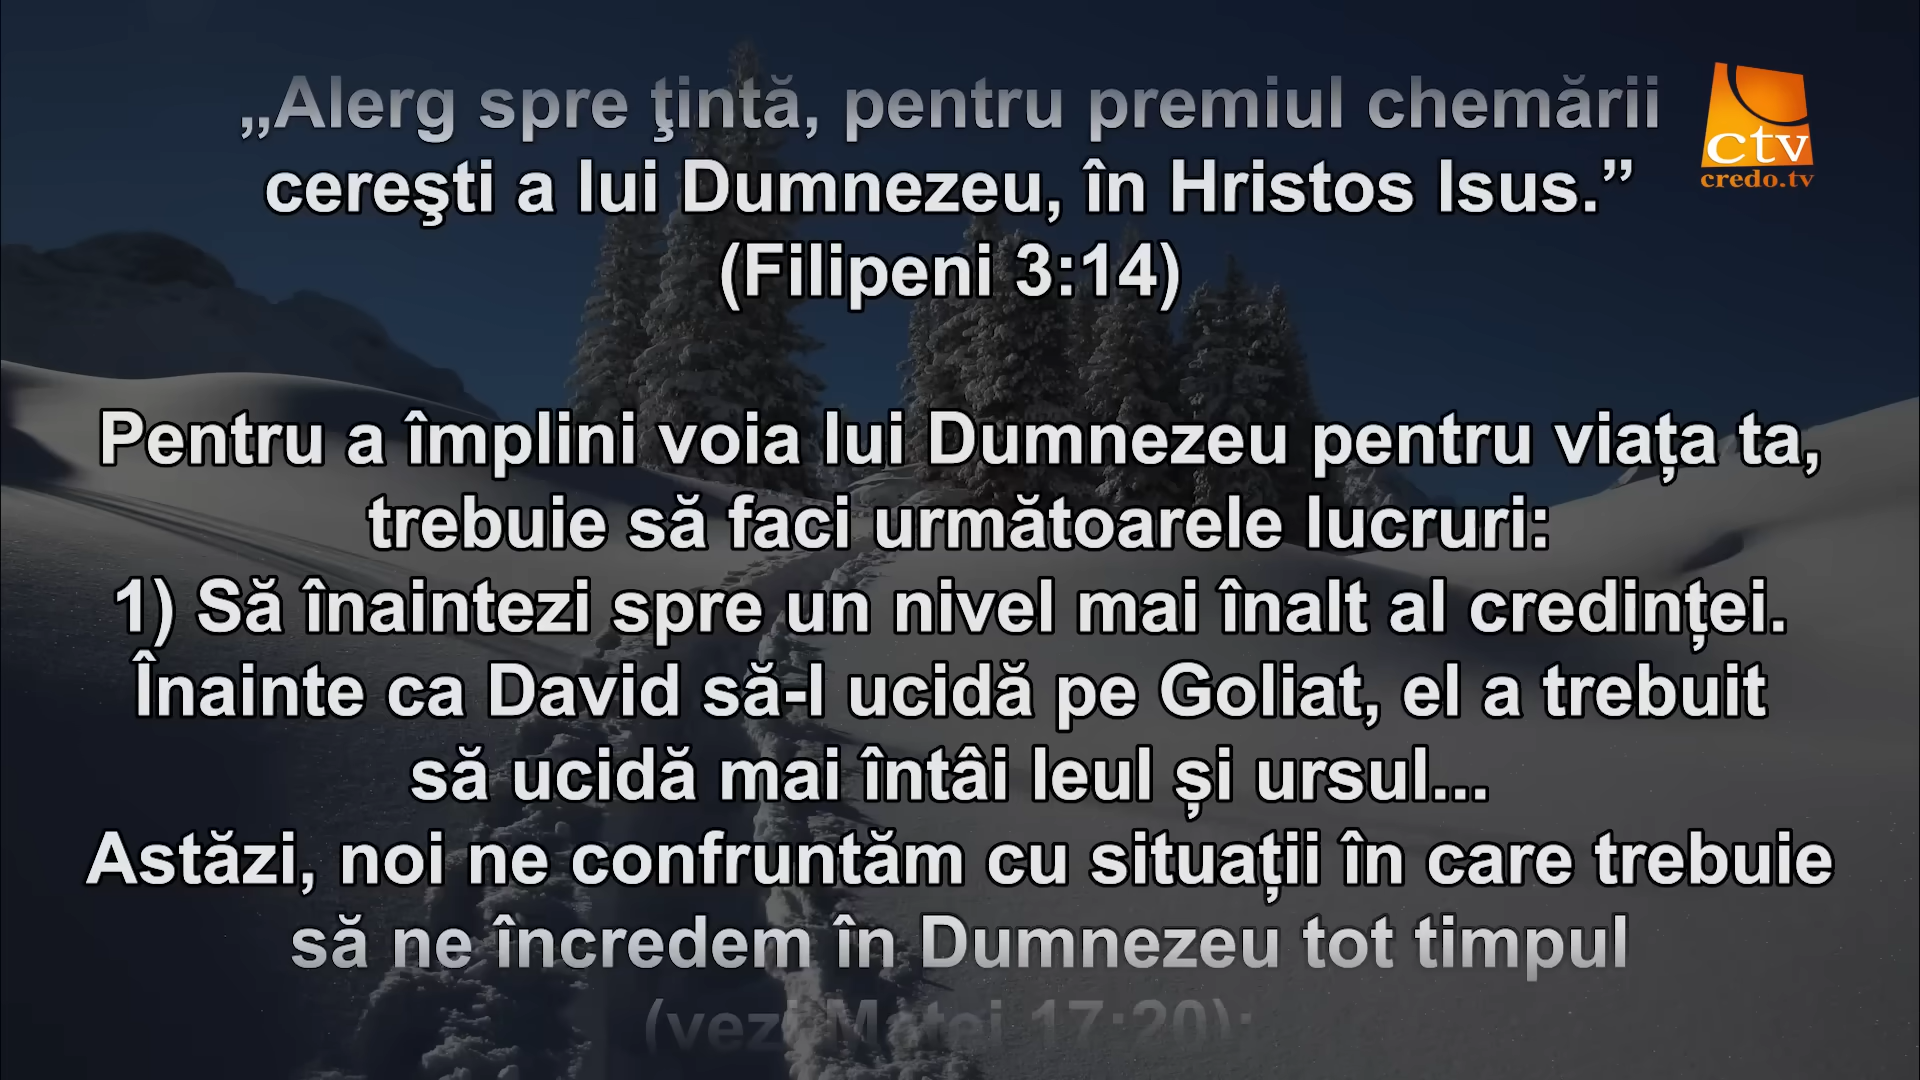 „Alerg spre ţintă, pentru premiul chemării
cereşti a lui Dumnezeu, în Hristos Isus.”
(Filipeni 3:14)
Pentru a împlini voia lui Dumnezeu pentru viața ta,
trebuie să faci următoarele lucruri:
1) Să înaintezi spre un nivel mai înalt al credinței.
Înainte ca David să-l ucidă pe Goliat, el a trebuit
să ucidă mai întâi leul și ursul...
Astăzi, noi ne confruntăm cu situații în care trebuie
să ne încredem în Dumnezeu tot timpul
(vezi Matei 17:20);
ctv
credo.tv